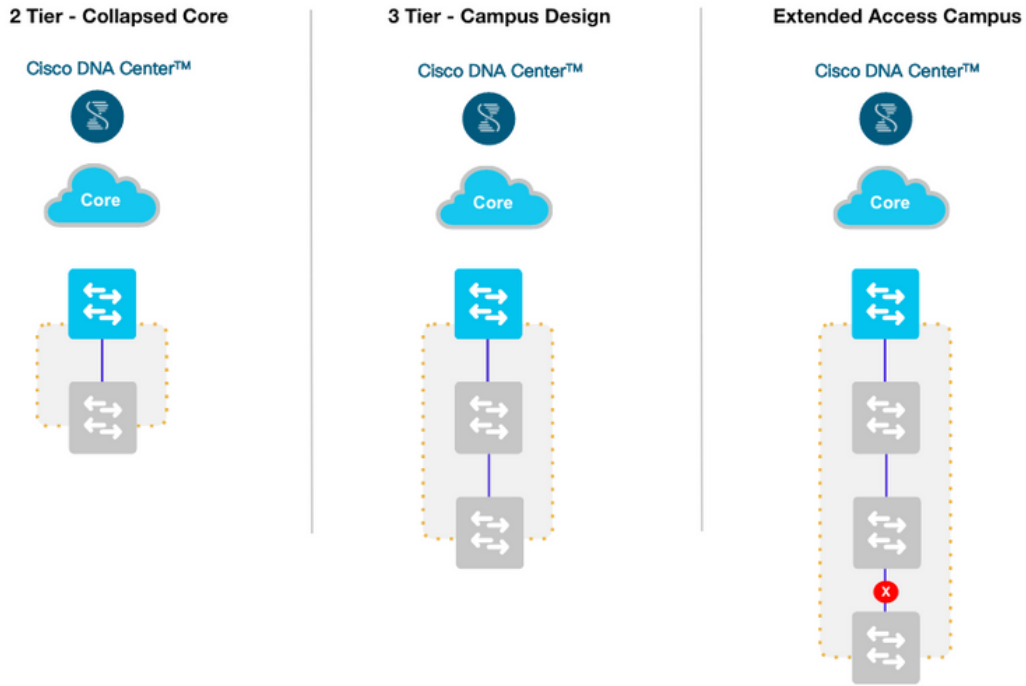 2 Tier - Collapsed Core
Cisco DNA Center™
Core
3 Tier - Campus Design
Cisco DNA Center™
Core
Extended Access Campus
Cisco DNA Center™
Core
X